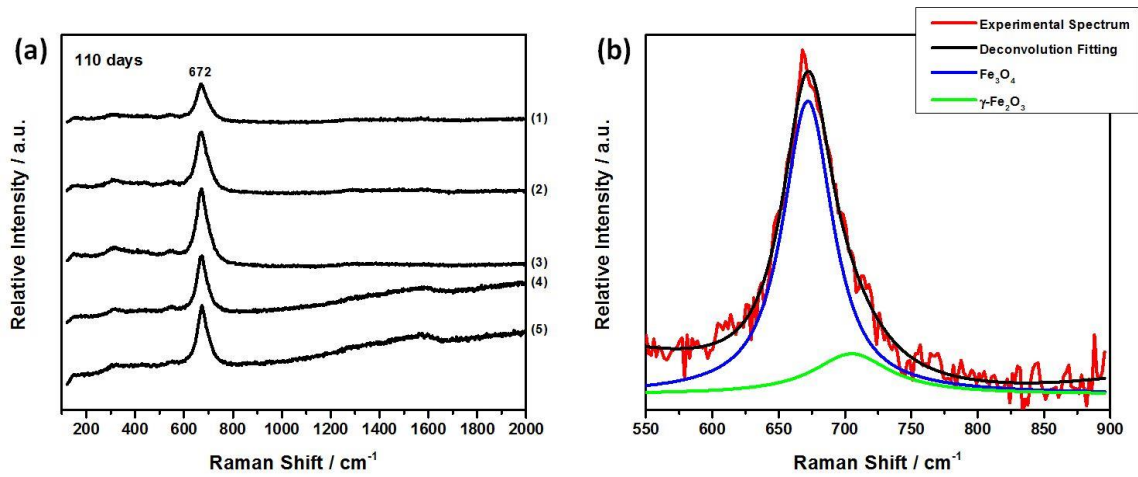 (a)
110 days
672
(1)
(2)
(3)
(4)
(5)
Relative Intensity / a.u.
200 400 600 800 1000 1200 1400 1600 1800 2000
Raman Shift / cm⁻¹
(b)
Experimental Spectrum
Deconvolution Fitting
Fe₃O₄
γ-Fe₂O₃
Relative Intensity / a.u.
550 600 650 700 750 800 850 900
Raman Shift / cm⁻¹